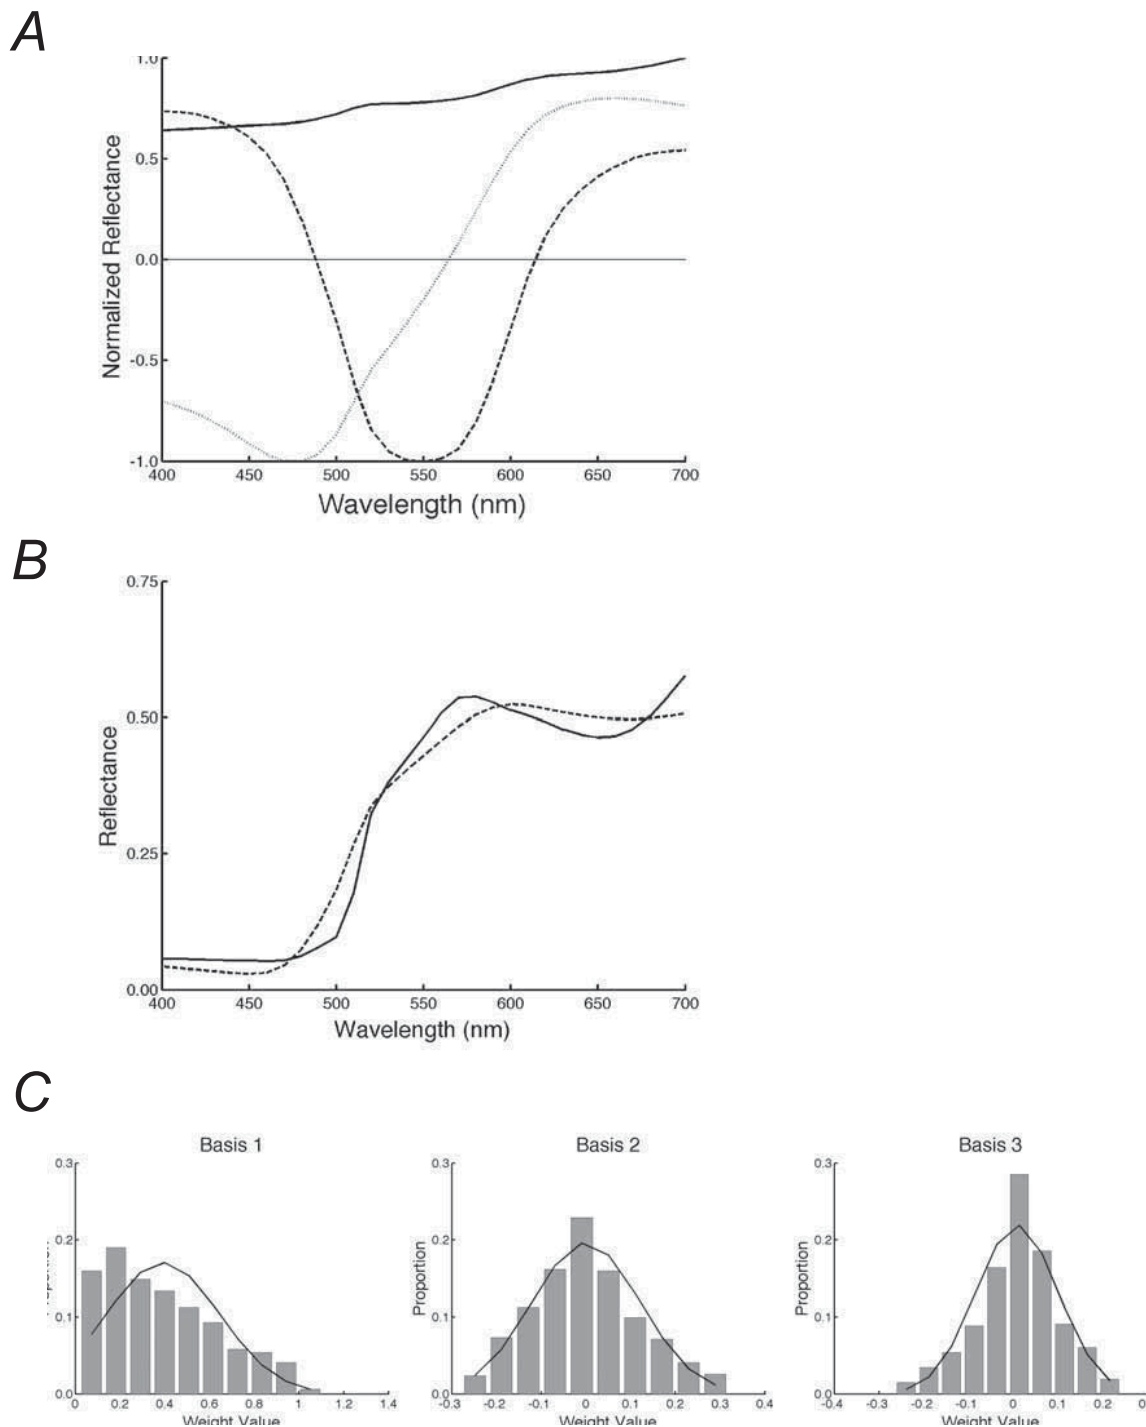 A
1.0
0.5
0.0
-0.5
-1.0
Normalized Reflectance
400 450 500 550 600 650 700
Wavelength (nm)
B
0.75
0.50
0.25
0.00
Reflectance
400 450 500 550 600 650 700
Wavelength (nm)
C
Basis 1
0.3
0.2
0.1
0.0
0 0.2 0.4 0.6 0.8 1 1.2 1.4
Weight Value
Basis 2
0.3
0.2
0.1
0.0
Proportion
-0.3 -0.2 -0.1 0 0.1 0.2 0.3 0.4
Weight Value
Basis 3
0.3
0.2
0.1
0.0
Proportion
-0.4 -0.3 -0.2 -0.1 0 0.1 0.2
Weight Value